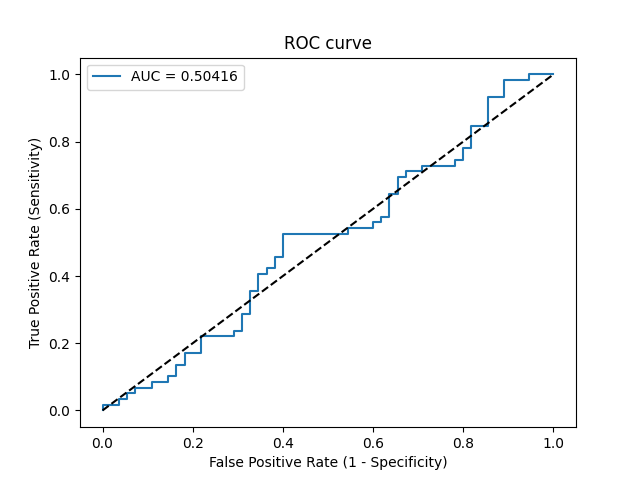 ROC curve
AUC = 0.50416
True Positive Rate (Sensitivity)
1.0
0.8
0.6
0.4
0.2
0.0
0.0 0.2 0.4 0.6 0.8 1.0
False Positive Rate (1 - Specificity)